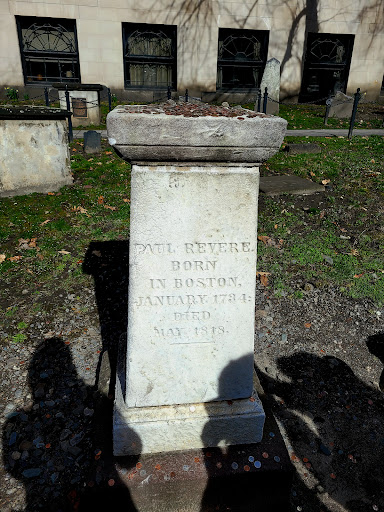 PAUL REVERE.
BORN
IN BOSTON,
JANUARY, 1734:
DIED
MAY, 1818.